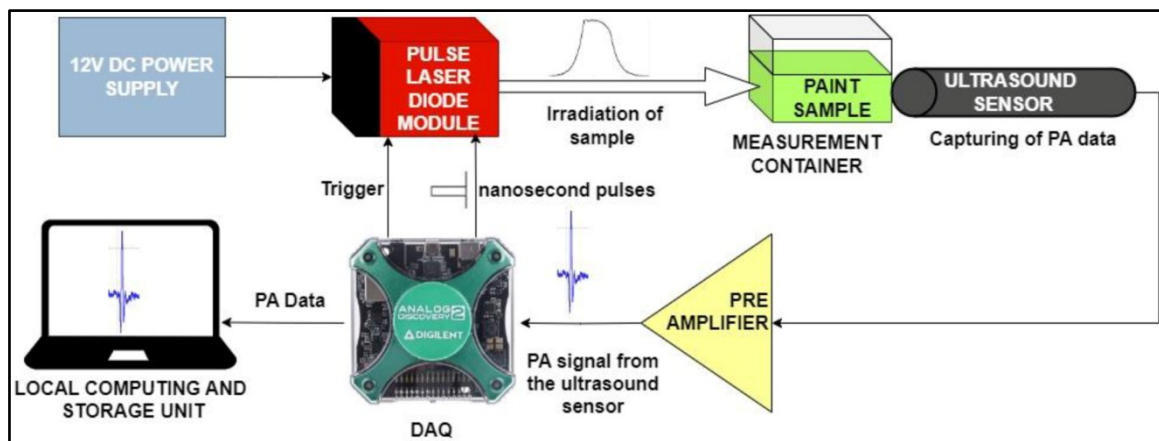 12V DC POWER
SUPPLY
PULSE
LASER
DIODE
MODULE
Irradiation of
sample
PAINT
SAMPLE
MEASUREMENT
CONTAINER
ULTRASOUND
SENSOR
Capturing of PA data
Trigger
nanosecond pulses
PA Data
LOCAL COMPUTING AND
STORAGE UNIT
ANALOG
DISCOVERY 2
DIGILENT
DAQ
PA signal from
the ultrasound
sensor
PRE
AMPLIFIER